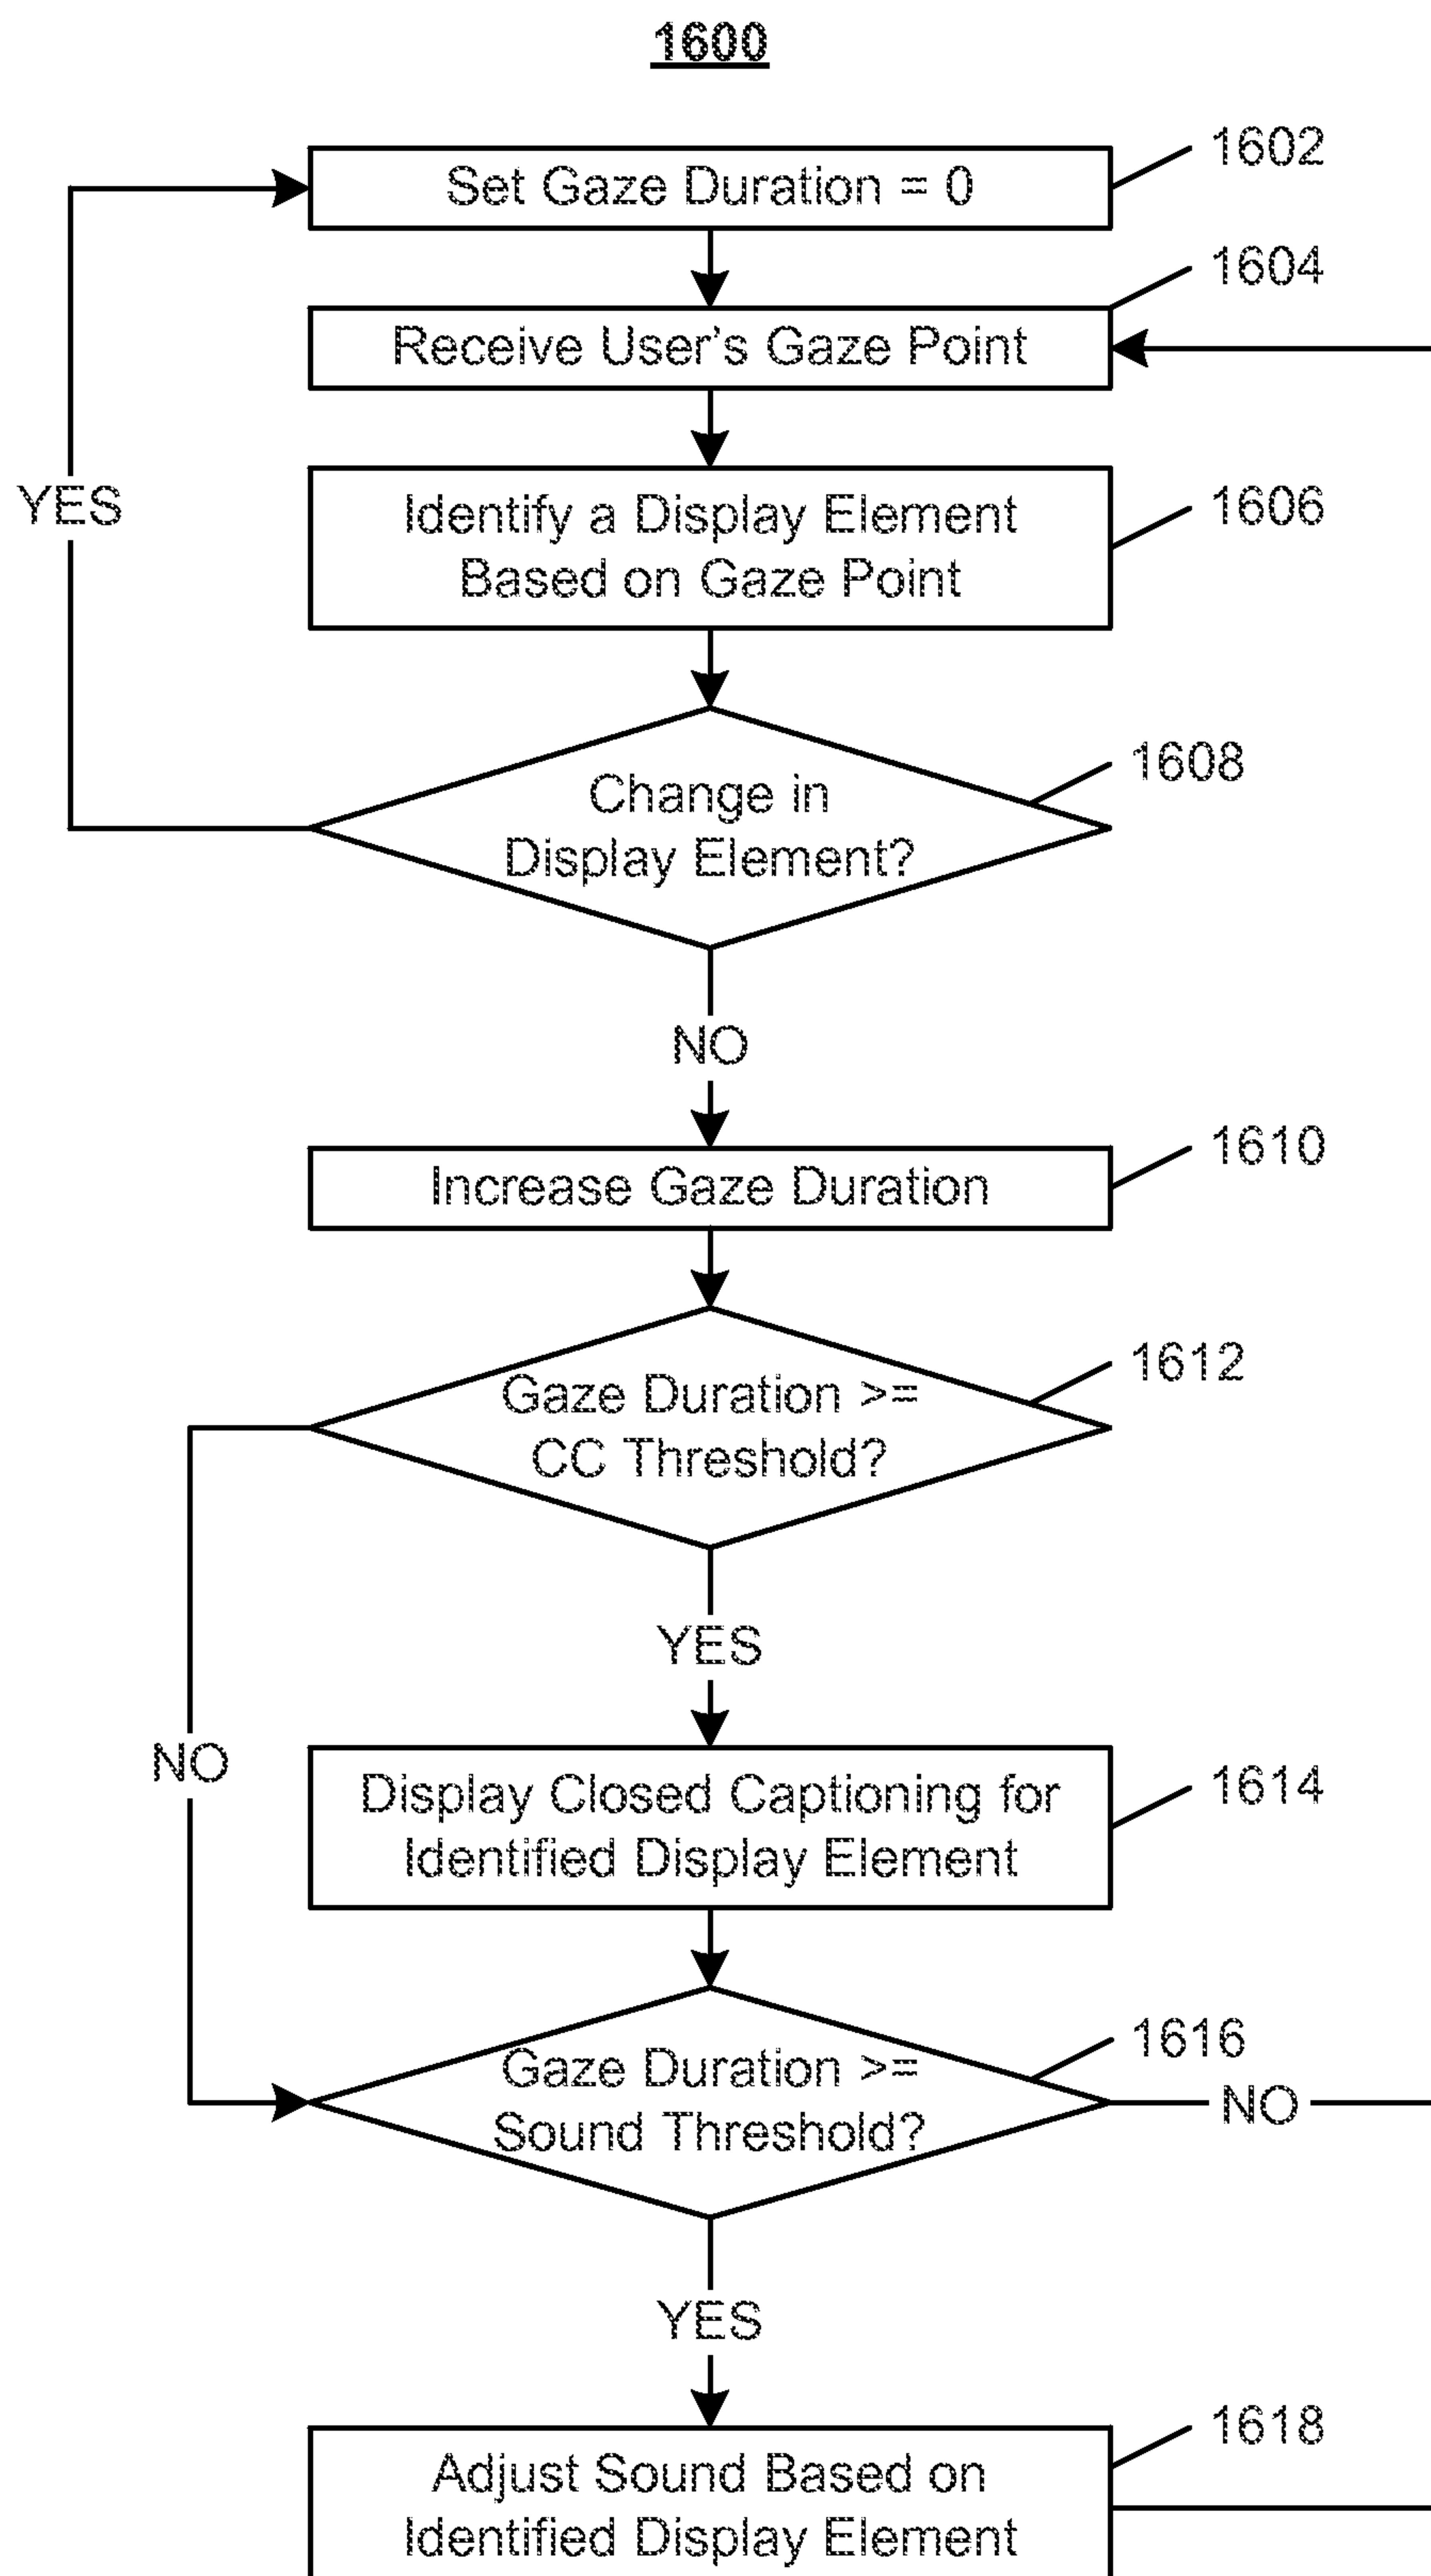 1600
Set Gaze Duration = 0
1602
Receive User's Gaze Point
1604
Identify a Display Element
Based on Gaze Point
1606
YES
Change in
Display Element?
1608
NO
Increase Gaze Duration
1610
Gaze Duration >=
CC Threshold?
1612
YES
NO
Display Closed Captioning for
Identified Display Element
1614
Gaze Duration >=
Sound Threshold?
1616
NO
YES
Adjust Sound Based on
Identified Display Element
1618